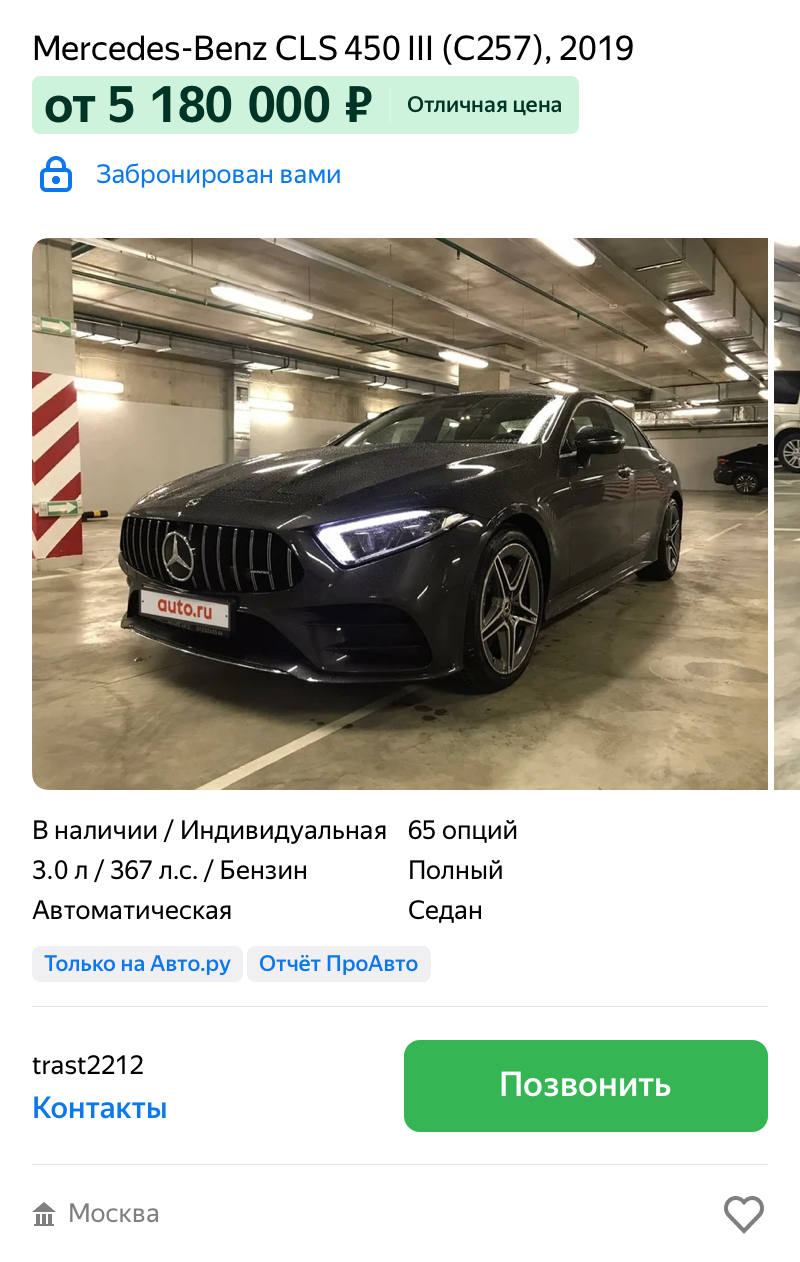 Mercedes-Benz CLS 450 III (C257), 2019
от 5 180 000 ₽ Отличная цена
Забронирован вами
auto.ru
В наличии / Индивидуальная 65 опций
3.0 л / 367 л.с. / Бензин Полный
Автоматическая Седан
Только на Авто.ру Отчёт ПроАвто
trast2212
Позвонить
Контакты
Москва